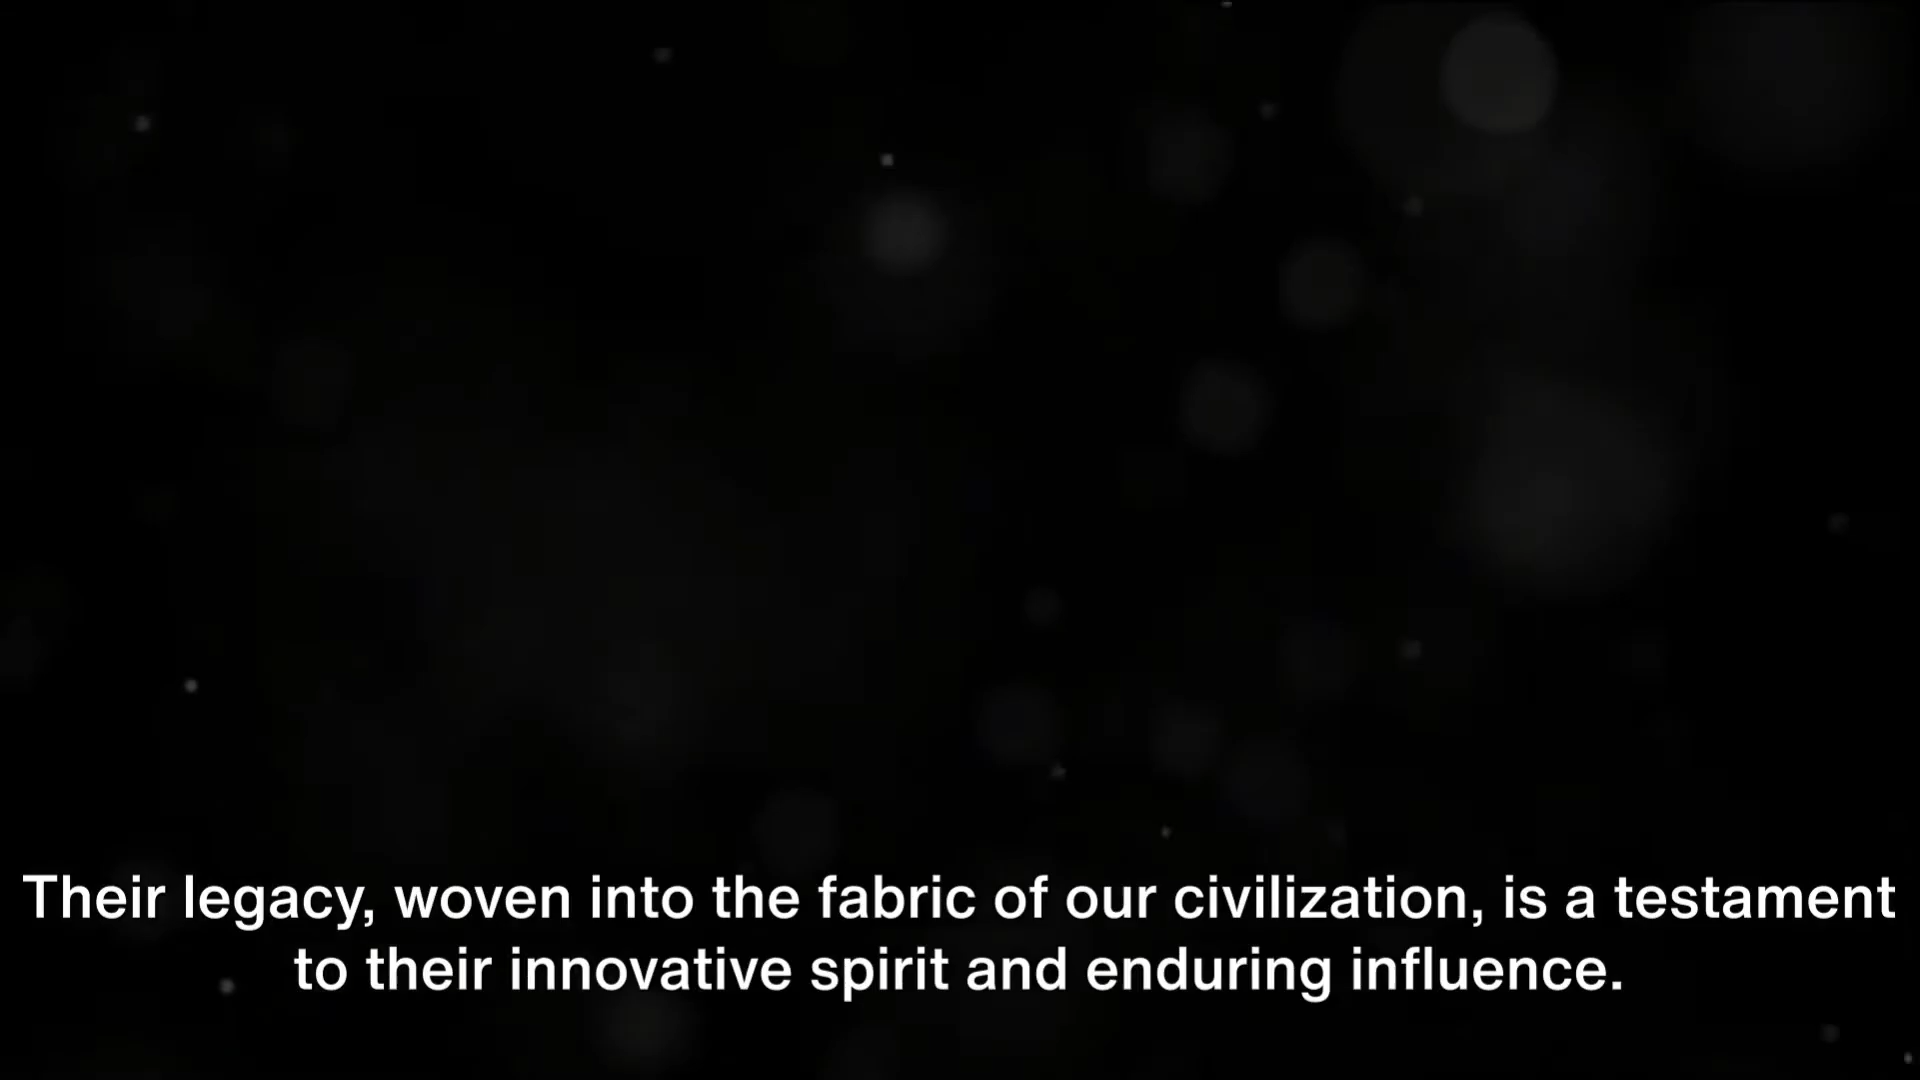 Their legacy, woven into the fabric of our civilization, is a testament
to their innovative spirit and enduring influence.